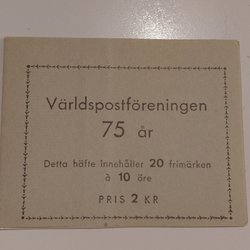 Världspostföreningen
75 år
Detta häfte innehåller 20 frimärken
à 10 öre
PRIS 2 KR